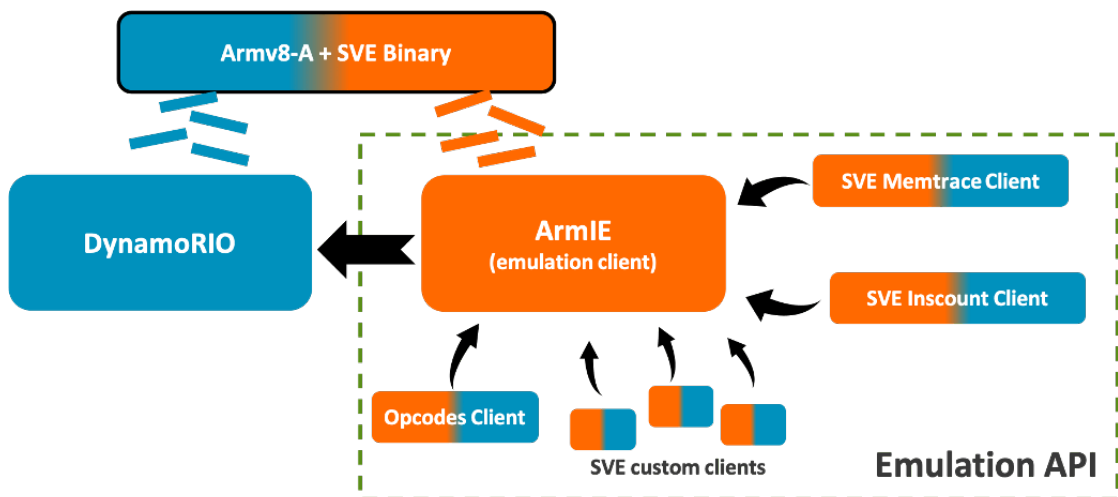 Armv8-A + SVE Binary
SVE Memtrace Client
DynamoRIO
ArmIE
(emulation client)
SVE Inscount Client
Opcodes Client
SVE custom clients
Emulation API